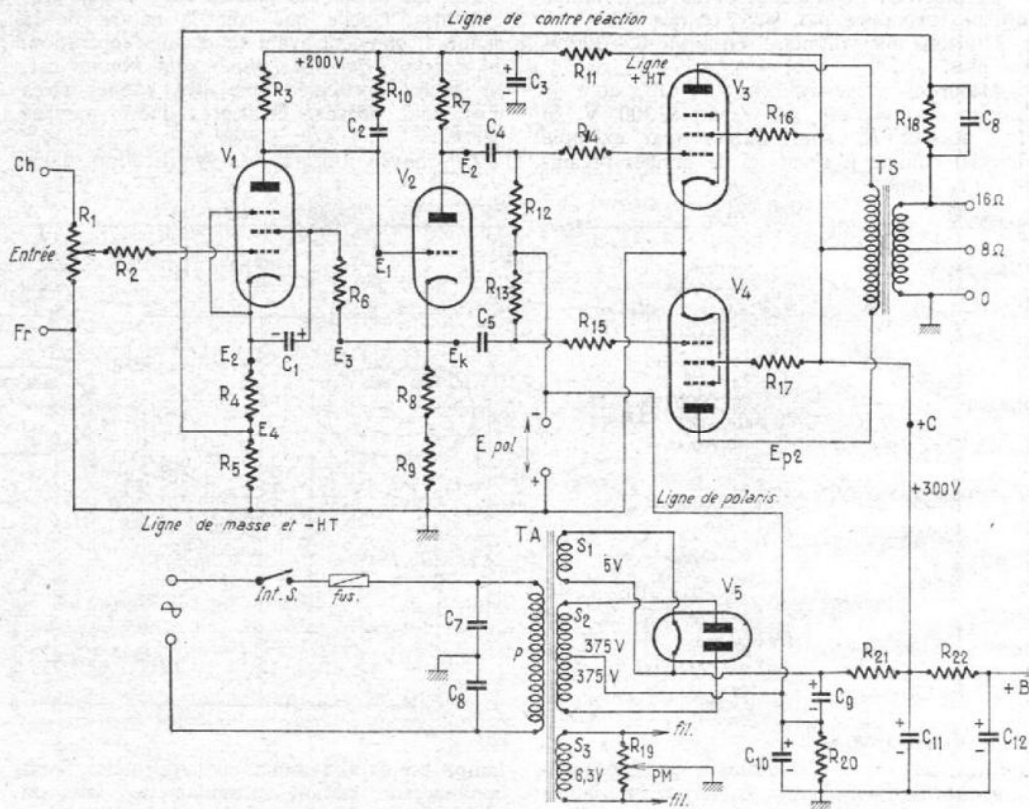 Ligne de contre réaction
+200V
R3
R10
R7
C3
R11
Ligne
+HT
V3
R16
R18
C8
C2
C4
R14
E2
TS
Ch
V1
V2
16Ω
R1
Entrée
R2
R12
8Ω
E1
R6
R13
V4
0
Fr
C1
E2
E3
Ek
C5
R15
R17
R4
R8
E4
E pol
Ep2
+C
R5
R9
+300V
Ligne de masse et -HT
Ligne de polaris.
TA
S1
5V
V5
Int.S.
fus.
C7
P
S2
375 V
375 V
R21
R22
+B
C8
C9
fil.
S3
6,3V
R19
PM
C10
R20
C11
C12
fil.